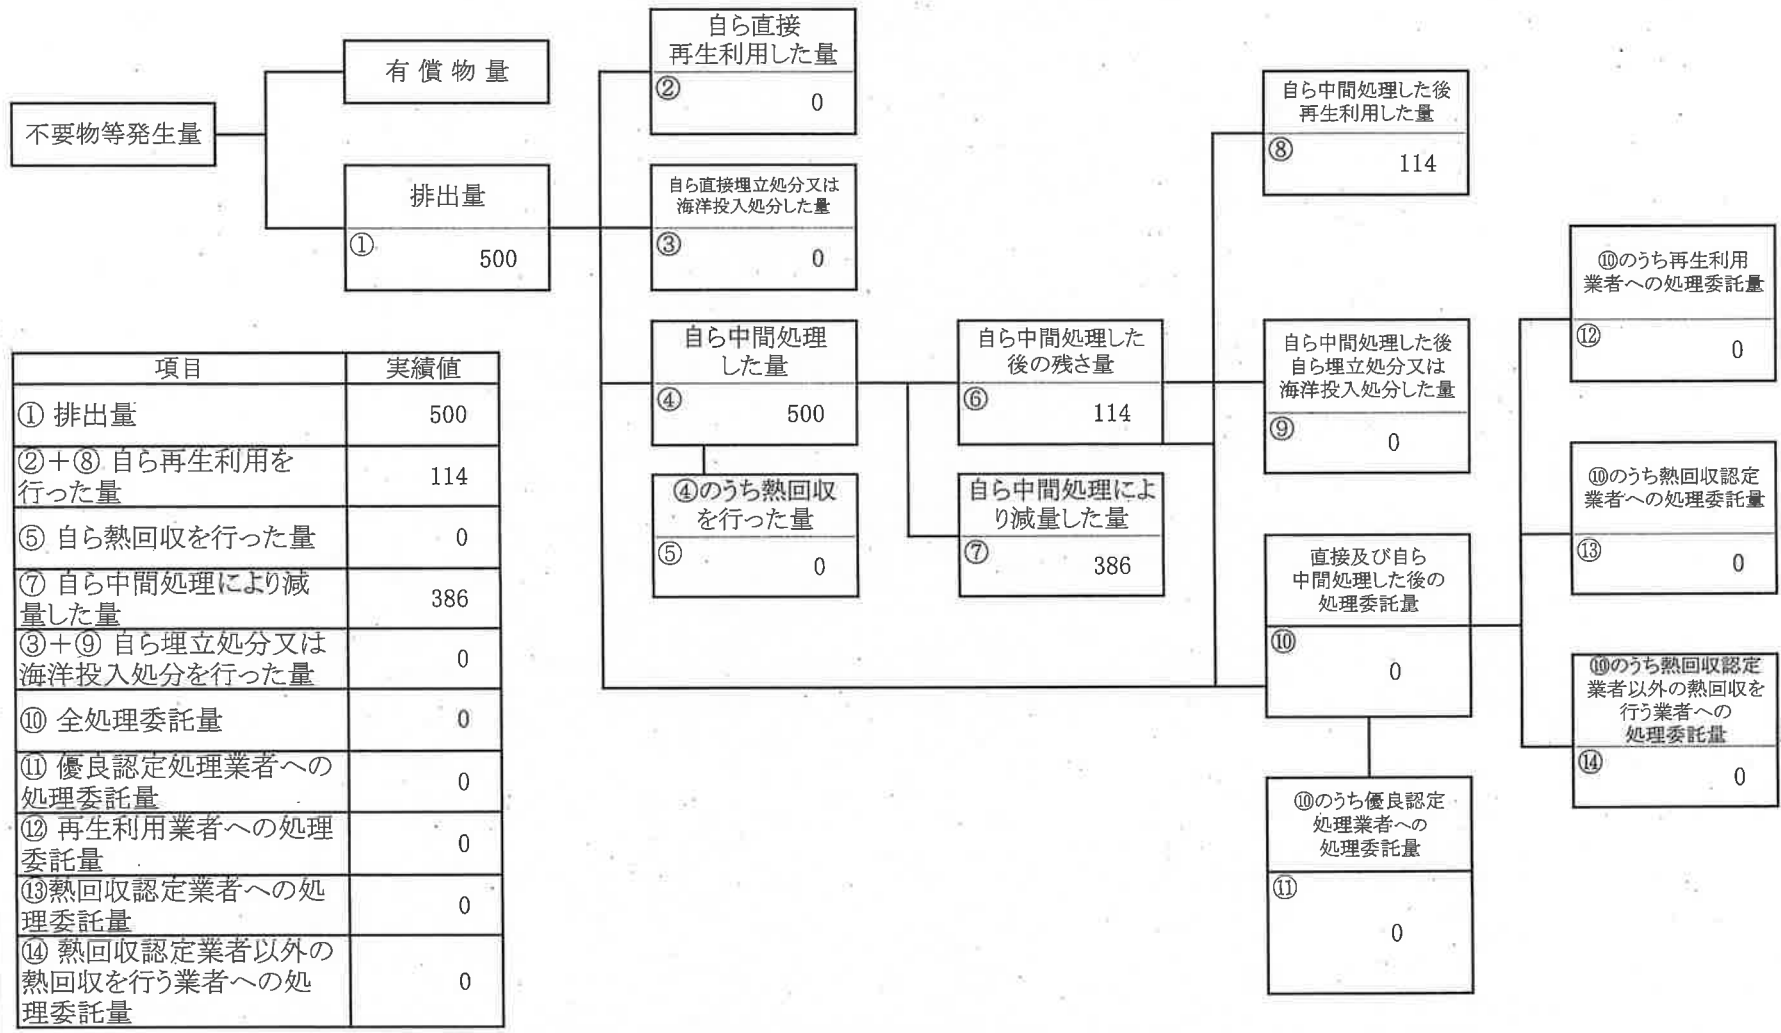 不要物等発生量
有償物量
排出量
①
500
自ら直接
再生利用した量
②
0
自ら直接埋立処分又は
海洋投入処分した量
③
0
自ら中間処理
した量
④
500
④のうち熱回収
を行った量
⑤
0
自ら中間処理した
後の残さ量
⑥
114
自ら中間処理によ
り減量した量
⑦
386
自ら中間処理した後
再生利用した量
⑧
114
自ら中間処理した後
自ら埋立処分又は
海洋投入処分した量
⑨
0
直接及び自ら
中間処理した後の
処理委託量
⑩
0
⑩のうち優良認定
処理業者への
処理委託量
⑪
0
⑩のうち再生利用
業者への処理委託量
⑫
0
⑩のうち熱回収認定
業者への処理委託量
⑬
0
⑩のうち熱回収認定
業者以外の熱回収を
行う業者への
処理委託量
⑭
0
項目 実績値
① 排出量 500
②+⑧ 自ら再生利用を
行った量 114
⑤ 自ら熱回収を行った量 0
⑦ 自ら中間処理により減
量した量 386
③+⑨ 自ら埋立処分又は
海洋投入処分を行った量 0
⑩ 全処理委託量 0
⑪ 優良認定処理業者への
処理委託量 0
⑫ 再生利用業者への処理
委託量 0
⑬熱回収認定業者への処
理委託量 0
⑭ 熱回収認定業者以外の
熱回収を行う業者への処
理委託量 0